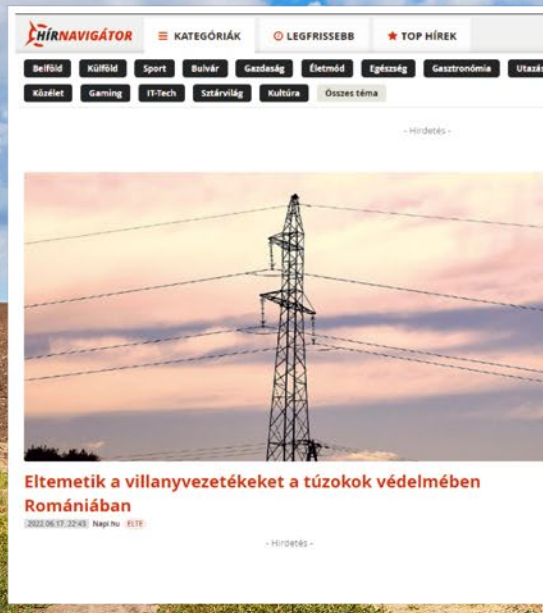 HÍRNAVIGÁTOR KATEGÓRIÁK LEGFRISSEBB TOP HÍREK
Belföld Külföld Sport Bulvár Gazdaság Életmód Egészség Gasztronómia Utazás
Közélet Gaming IT-Tech Sztárvilág Kultúra Összes téma
- Hirdetés -
Eltemetik a villanyvezetékeket a túzokok védelmében
Romániában
2022.06.17. 22:43 Napi.hu ELTE
- Hirdetés -